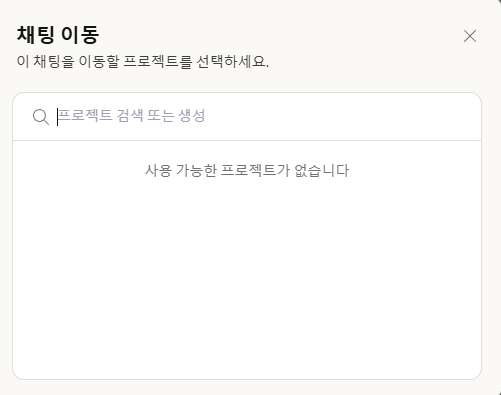 채팅 이동
이 채팅을 이동할 프로젝트를 선택하세요.
프로젝트 검색 또는 생성
사용 가능한 프로젝트가 없습니다